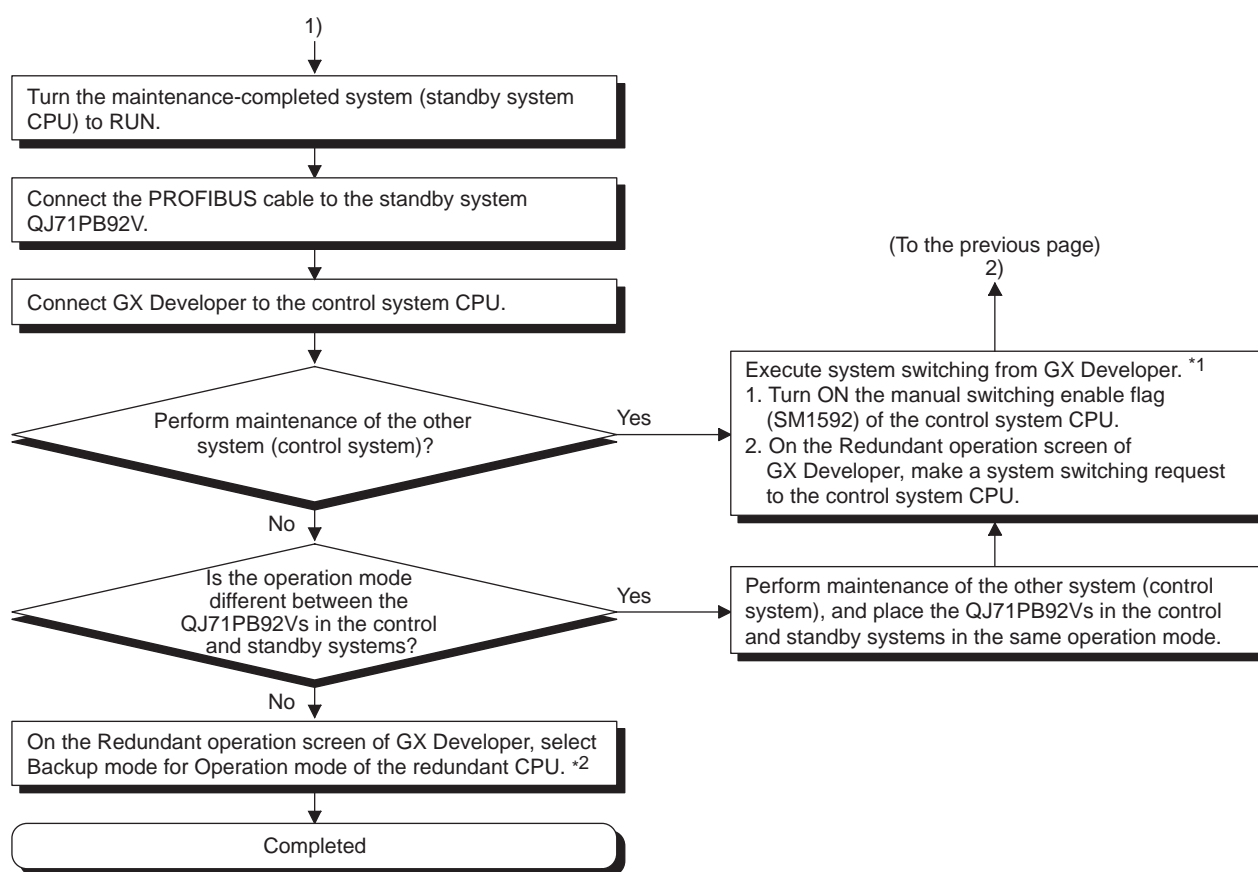 1)
Turn the maintenance-completed system (standby system
CPU) to RUN.
Connect the PROFIBUS cable to the standby system
QJ71PB92V.
Connect GX Developer to the control system CPU.
Perform maintenance of the other
system (control system)?
Yes
(To the previous page)
2)
Execute system switching from GX Developer. *1
1. Turn ON the manual switching enable flag
(SM1592) of the control system CPU.
2. On the Redundant operation screen of
GX Developer, make a system switching request
to the control system CPU.
No
Is the operation mode
different between the
QJ71PB92Vs in the control
and standby systems?
Yes
Perform maintenance of the other system (control
system), and place the QJ71PB92Vs in the control
and standby systems in the same operation mode.
No
On the Redundant operation screen of GX Developer, select
Backup mode for Operation mode of the redundant CPU. *2
Completed